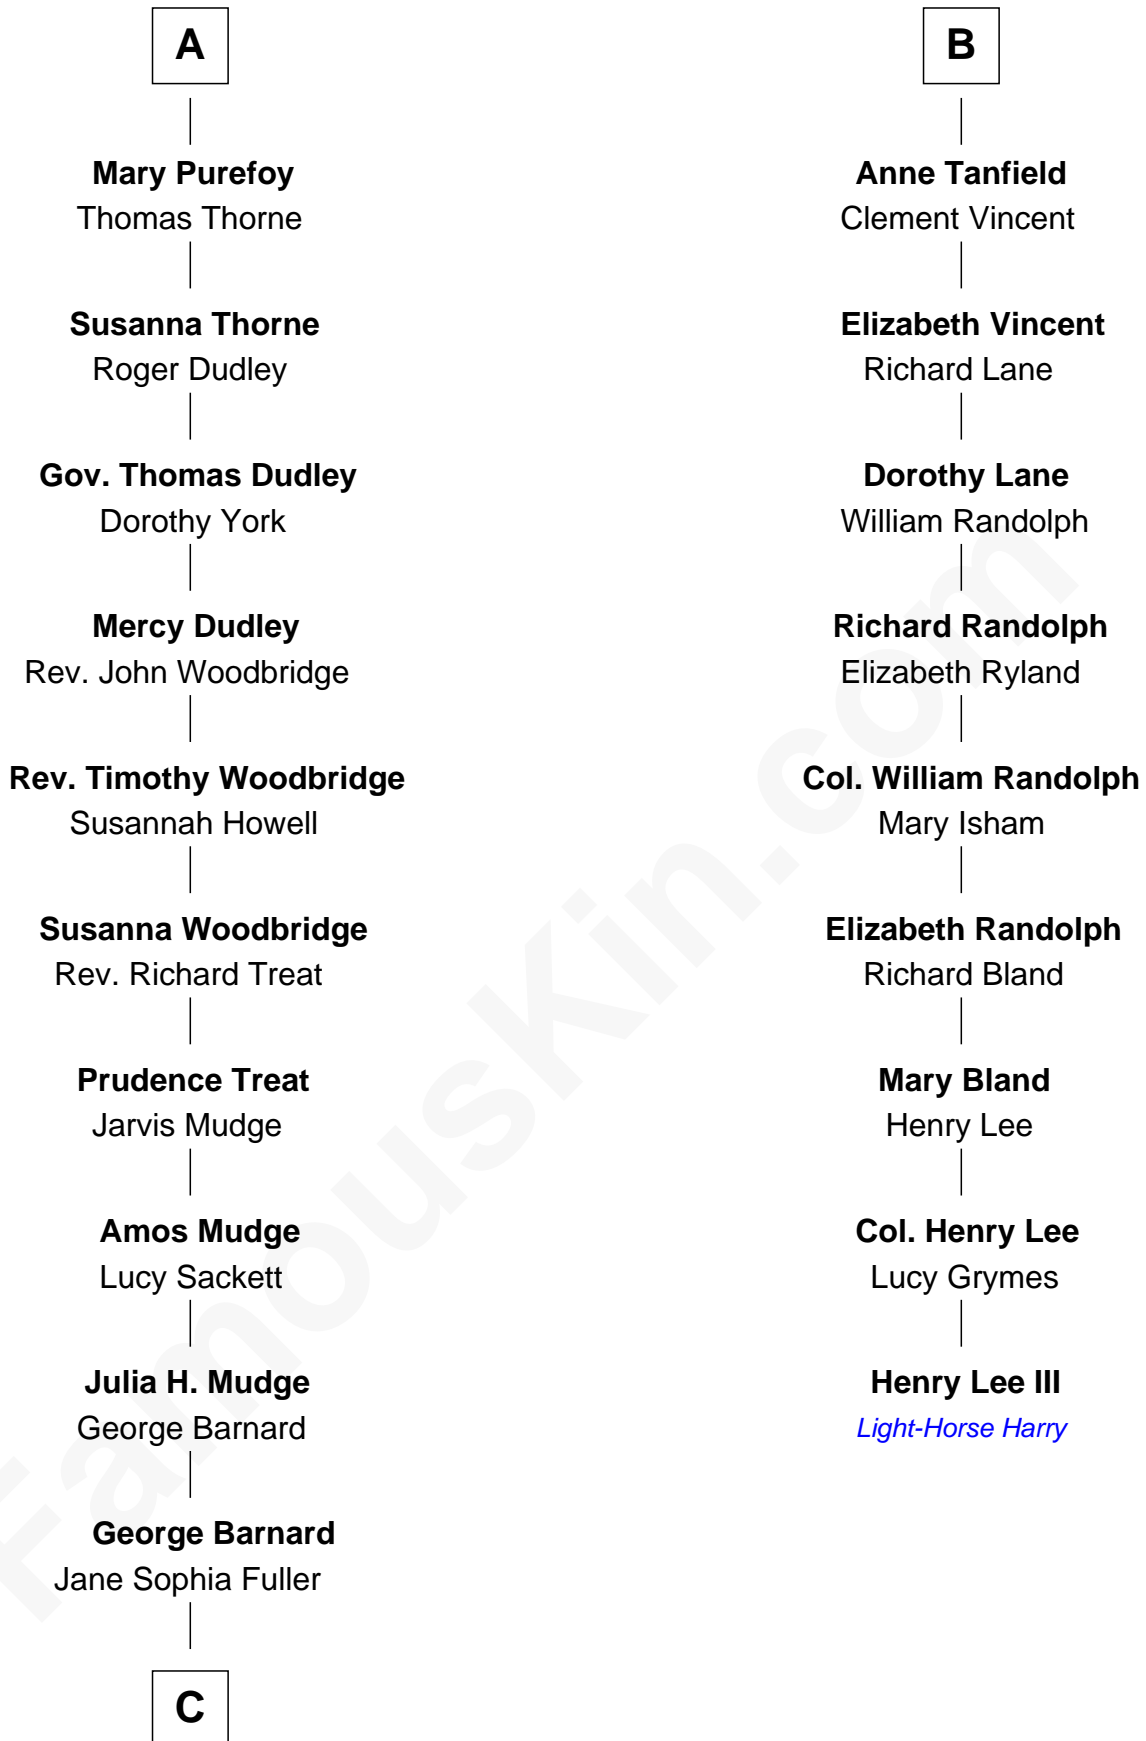 A
Mary Purefoy
Thomas Thorne
Susanna Thorne
Roger Dudley
Gov. Thomas Dudley
Dorothy York
Mercy Dudley
Rev. John Woodbridge
Rev. Timothy Woodbridge
Susannah Howell
Susanna Woodbridge
Rev. Richard Treat
Prudence Treat
Jarvis Mudge
Amos Mudge
Lucy Sackett
Julia H. Mudge
George Barnard
George Barnard
Jane Sophia Fuller
C
B
Anne Tanfield
Clement Vincent
Elizabeth Vincent
Richard Lane
Dorothy Lane
William Randolph
Richard Randolph
Elizabeth Ryland
Col. William Randolph
Mary Isham
Elizabeth Randolph
Richard Bland
Mary Bland
Henry Lee
Col. Henry Lee
Lucy Grymes
Henry Lee III
Light-Horse Harry
FamousKin.com